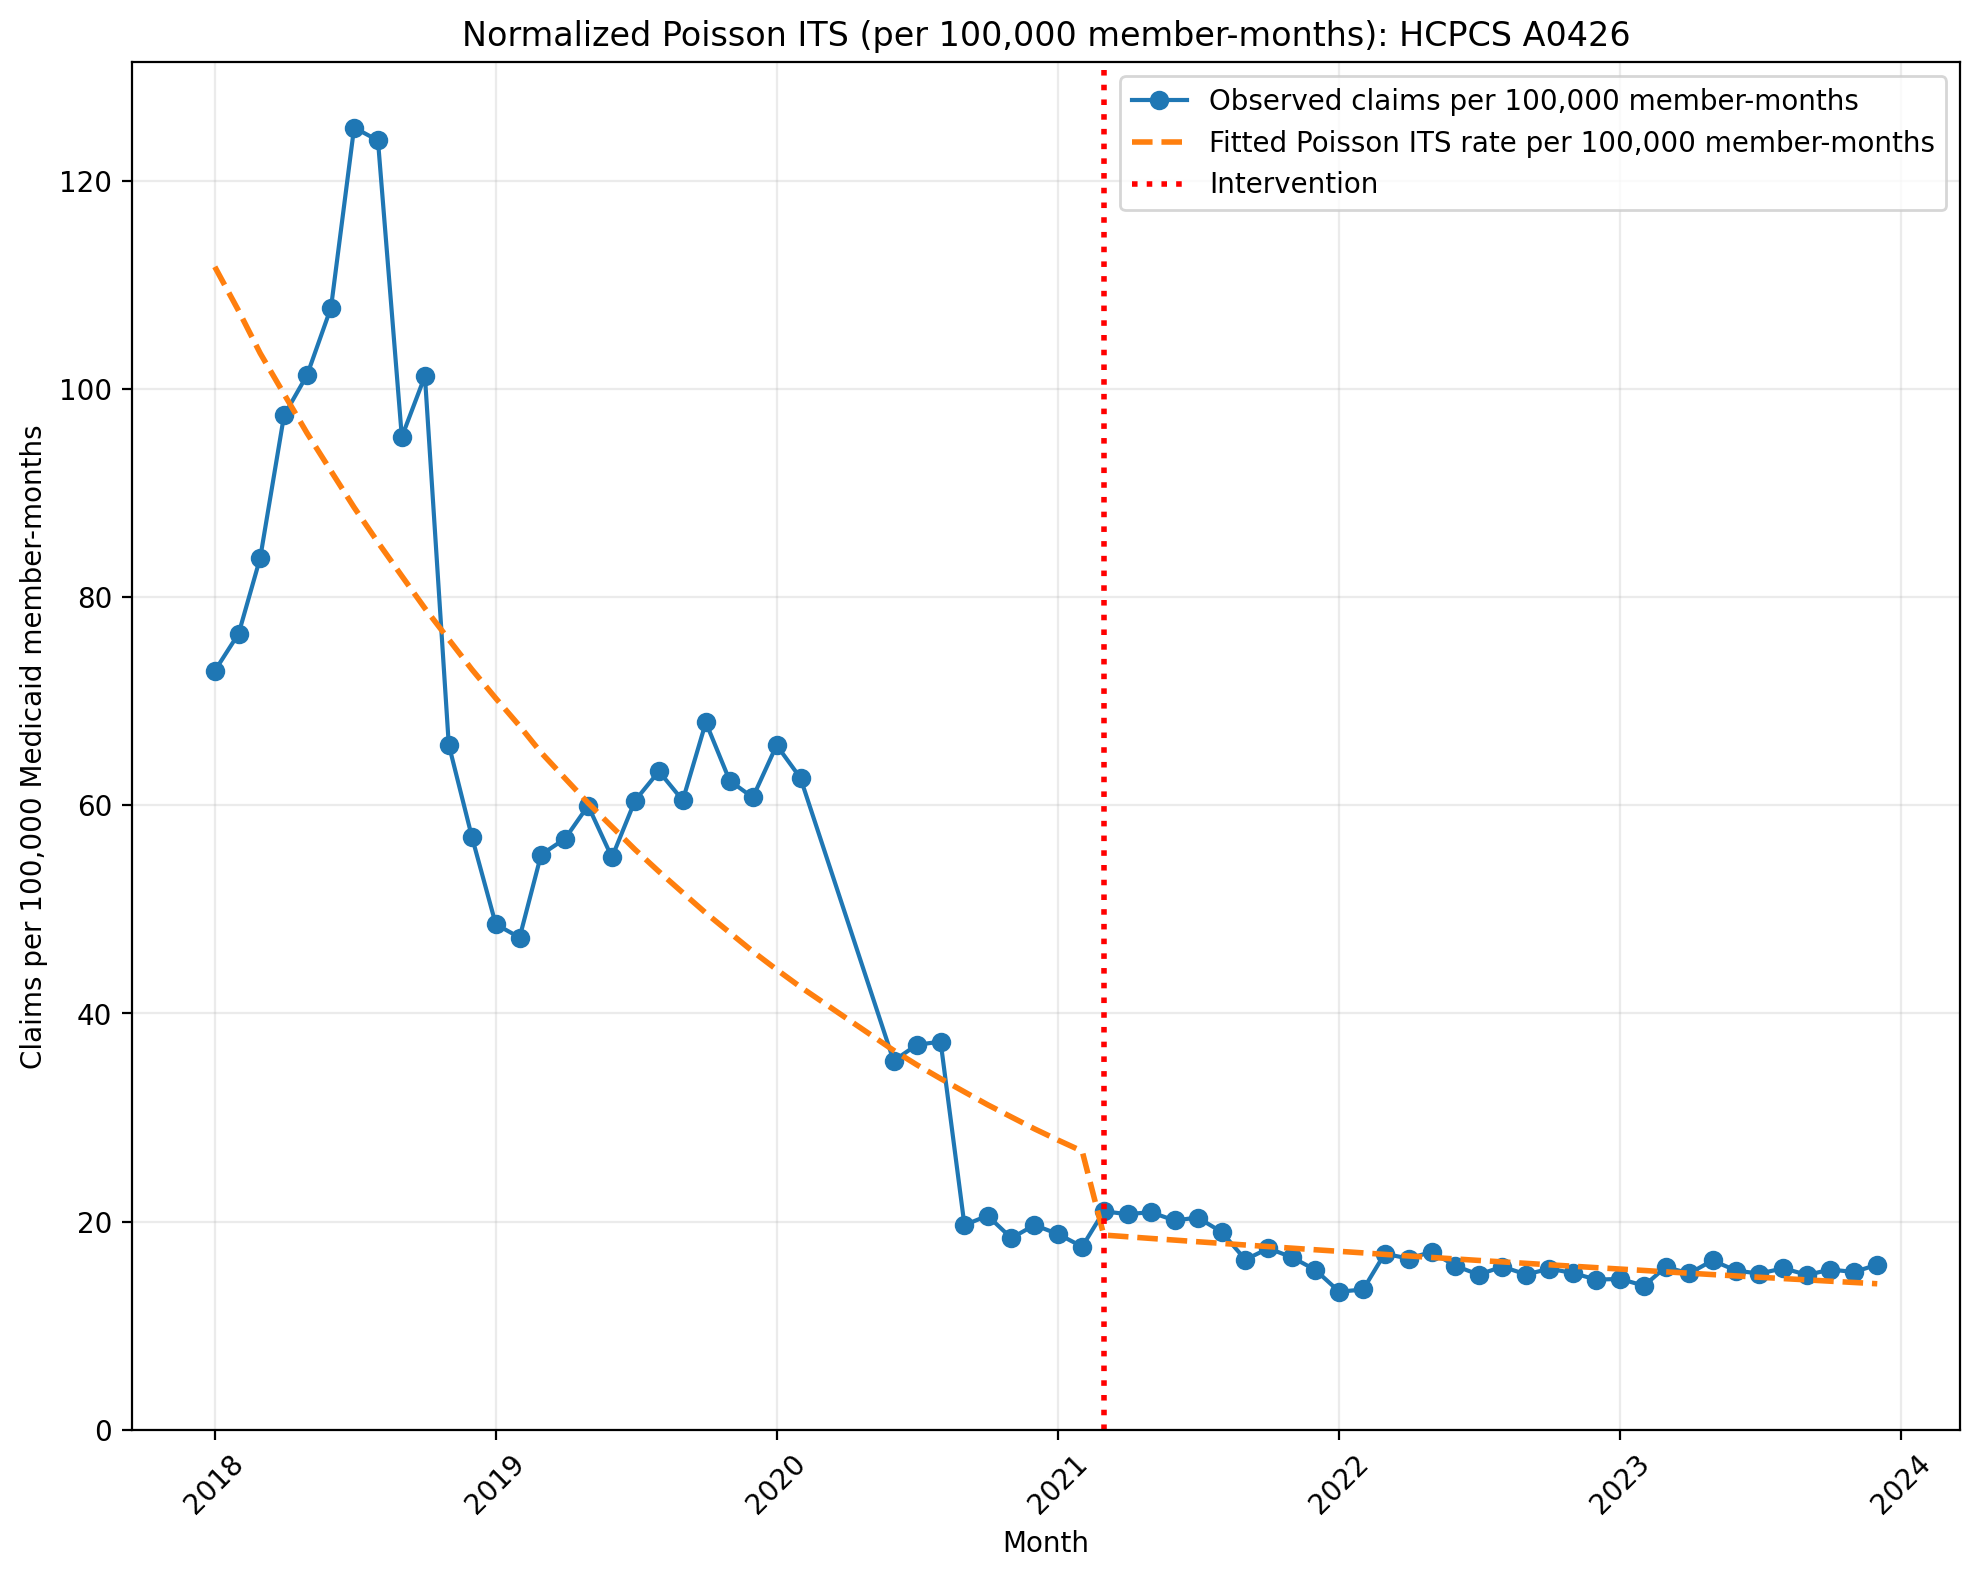 Normalized Poisson ITS (per 100,000 member-months): HCPCS A0426
Observed claims per 100,000 member-months
Fitted Poisson ITS rate per 100,000 member-months
Intervention
Claims per 100,000 Medicaid member-months
120
100
80
60
40
20
0
2018
2019
2020
2021
2022
2023
2024
Month